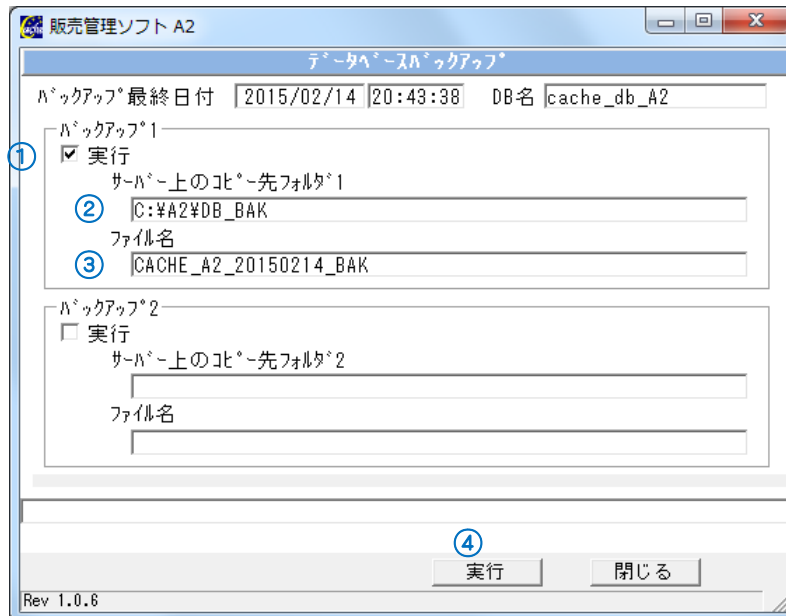 販売管理ソフト A2
ﾃﾞｰﾀﾍﾞｰｽﾊﾞｯｸｱｯﾌﾟ
ﾊﾞｯｸｱｯﾌﾟ最終日付 2015/02/14 20:43:38 DB名 cache_db_A2
ﾊﾞｯｸｱｯﾌﾟ1
① 実行
ｻｰﾊﾞｰ上のｺﾋﾟｰ先ﾌｫﾙﾀﾞ1
② C:¥A2¥DB_BAK
ﾌｧｲﾙ名
③ CACHE_A2_20150214_BAK
ﾊﾞｯｸｱｯﾌﾟ2
実行
ｻｰﾊﾞｰ上のｺﾋﾟｰ先ﾌｫﾙﾀﾞ2
ﾌｧｲﾙ名
④
実行 閉じる
Rev 1.0.6